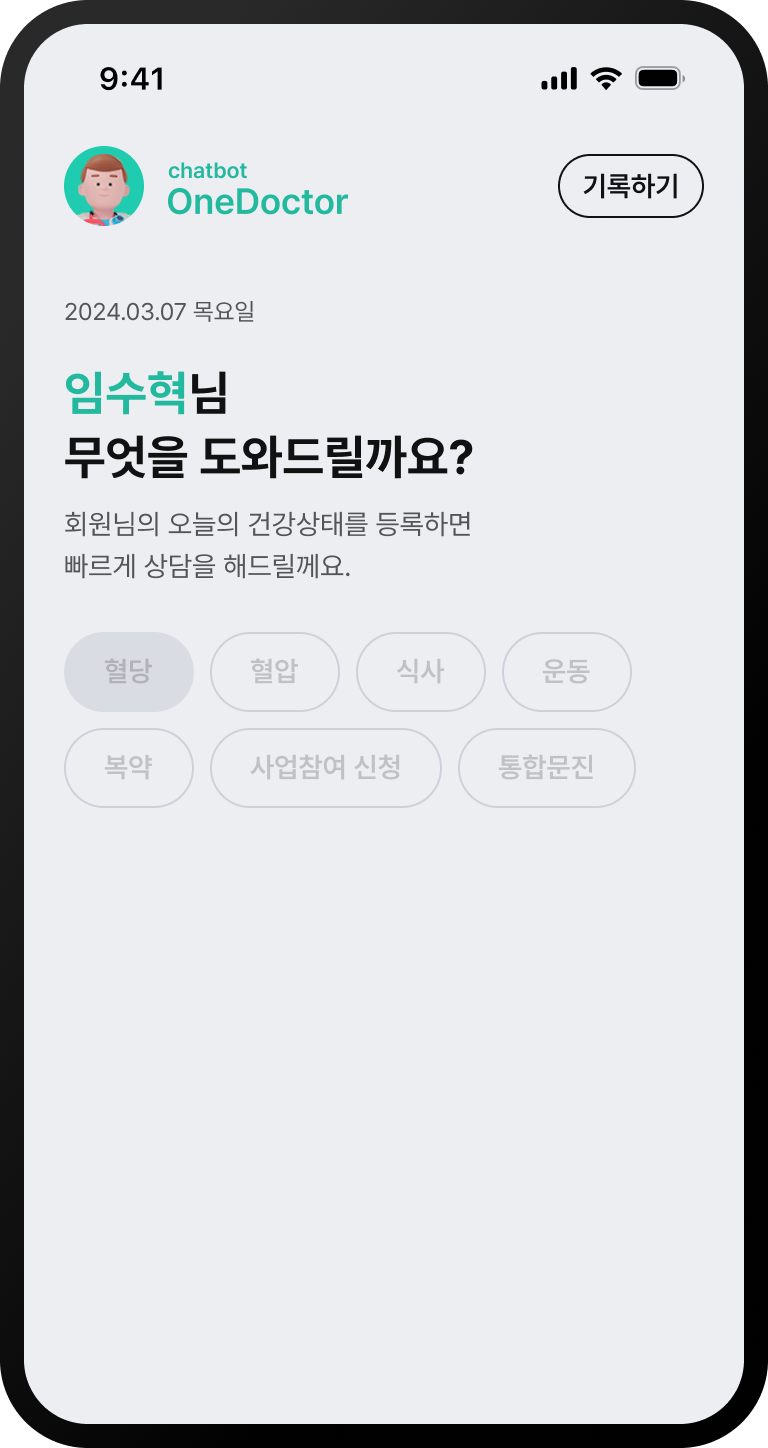 9:41
chatbot
OneDoctor
기록하기
2024.03.07 목요일
임수혁님
무엇을 도와드릴까요?
회원님의 오늘의 건강상태를 등록하면
빠르게 상담을 해드릴께요.
혈당 혈압 식사 운동
복약 사업참여 신청 통합문진